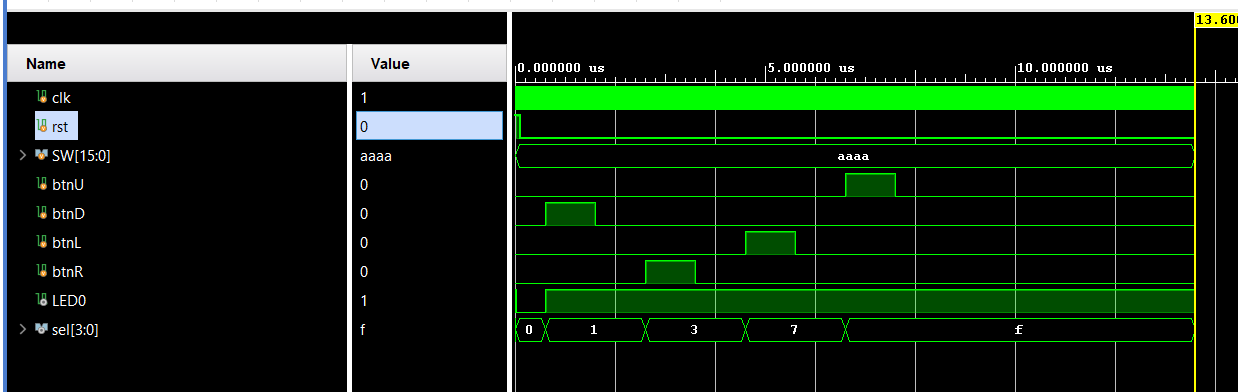 13.600
Name Value
0.000000 us 5.000000 us 10.000000 us
clk 1
rst 0
SW[15:0] aaaa aaaa
btnU 0
btnD 0
btnL 0
btnR 0
LED0 1
sel[3:0] f 0 1 3 7 f